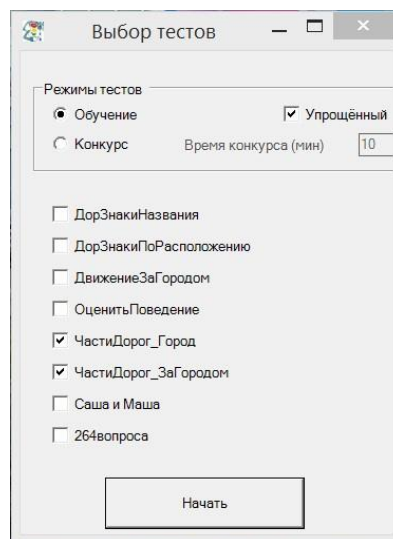 Выбор тестов
Режимы тестов
Обучение
Упрощённый
Конкурс
Время конкурса (мин)
10
ДорЗнакиНазвания
ДорЗнакиПоРасположению
ДвижениеЗаГородом
ОценитьПоведение
ЧастиДорог_Город
ЧастиДорог_ЗаГородом
Саша и Маша
264вопроса
Начать